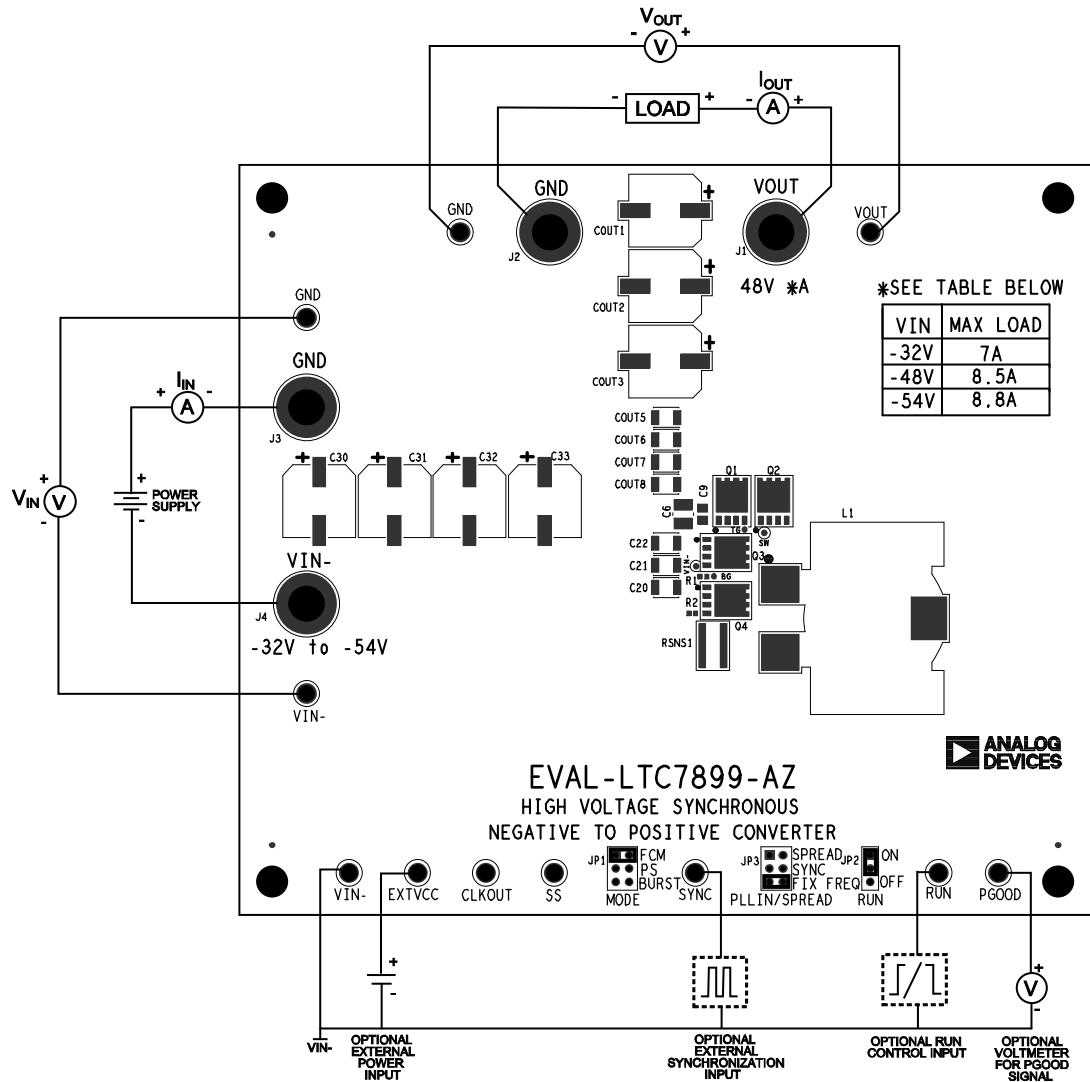 VOUT
- V +
IOUT
- LOAD + - A +
GND
VOUT
GND
VOUT
J2
J1
COUT1
+
48V *A
COUT2
+
COUT3
+
*SEE TABLE BELOW
VIN MAX LOAD
-32V 7A
-48V 8.5A
-54V 8.8A
GND
GND
IIN
+ A -
J3
+ C30 + C31 + C32 + C33
VIN
+
V
-
+
-
POWER
SUPPLY
VIN-
J4
-32V to -54V
VIN-
COUT5
COUT6
COUT7
COUT8
Q1 Q2
C9
C6
TG
SW
C22
C21
C20
VIN-
Q3
R1
BG
R2
Q4
RSNS1
L1
ANALOG
DEVICES
EVAL-LTC7899-AZ
HIGH VOLTAGE SYNCHRONOUS
NEGATIVE TO POSITIVE CONVERTER
VIN-
EXTVCC
CLKOUT
SS
JP1
FCM
PS
BURST
MODE
SYNC
JP3
SPREAD
SYNC
FIX FREQ
PLLIN/SPREAD
JP2
ON
OFF
RUN
RUN
PGOOD
+
-
+
V
-
VIN-
OPTIONAL
EXTERNAL
POWER
INPUT
OPTIONAL
EXTERNAL
SYNCHRONIZATION
INPUT
OPTIONAL RUN
CONTROL INPUT
OPTIONAL
VOLTMETER
FOR PGOOD
SIGNAL